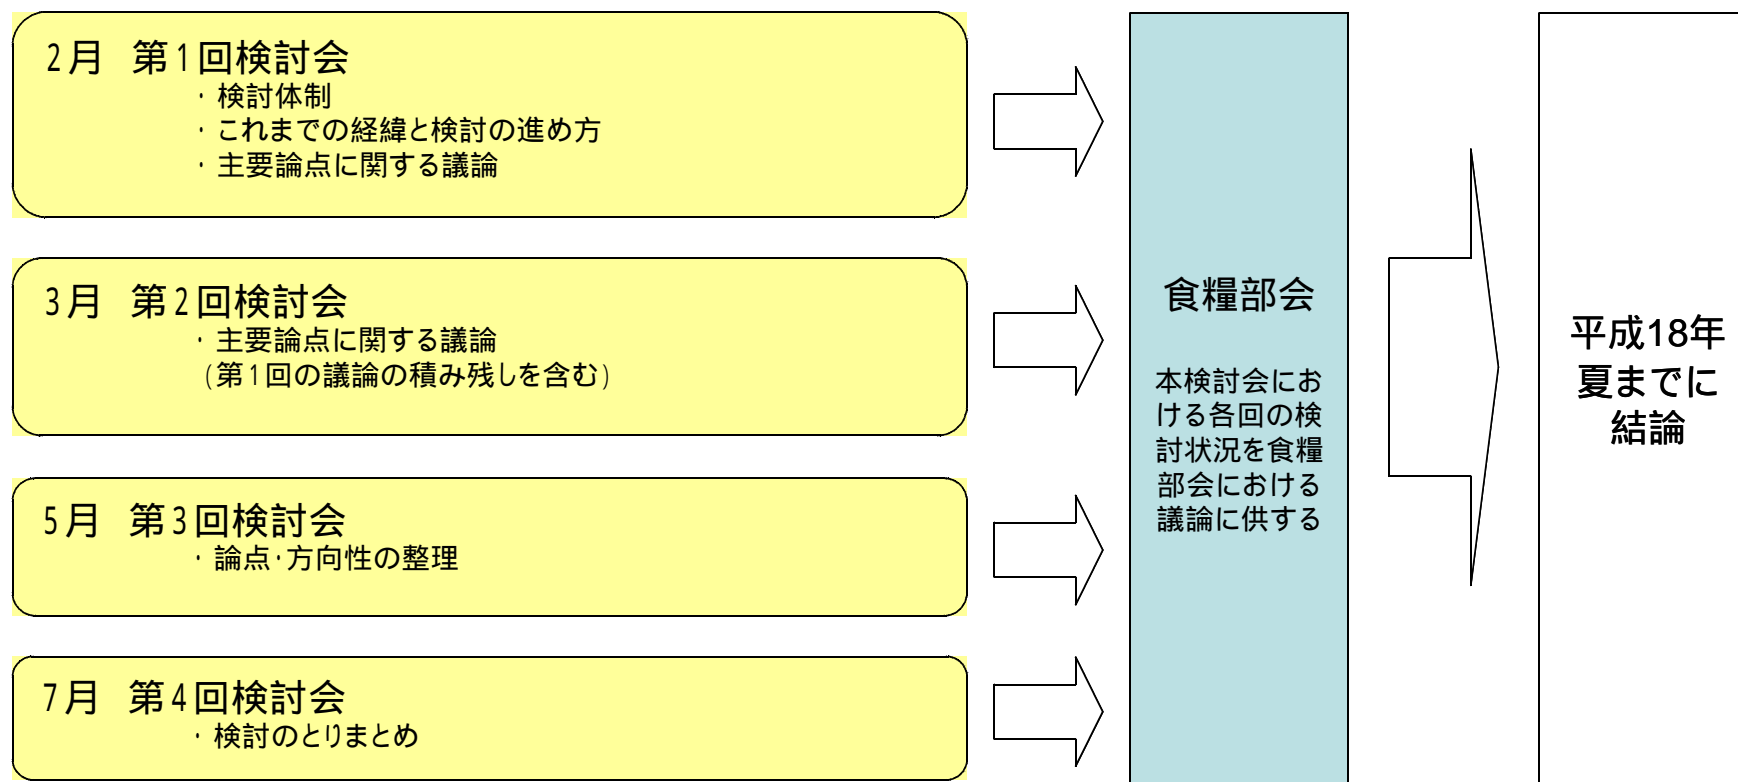 2月 第1回検討会
・検討体制
・これまでの経緯と検討の進め方
・主要論点に関する議論
3月 第2回検討会
・主要論点に関する議論
(第1回の議論の積み残しを含む)
5月 第3回検討会
・論点・方向性の整理
7月 第4回検討会
・検討のとりまとめ
食糧部会
本検討会にお
ける各回の検
討状況を食糧
部会における
議論に供する
平成18年
夏までに
結論